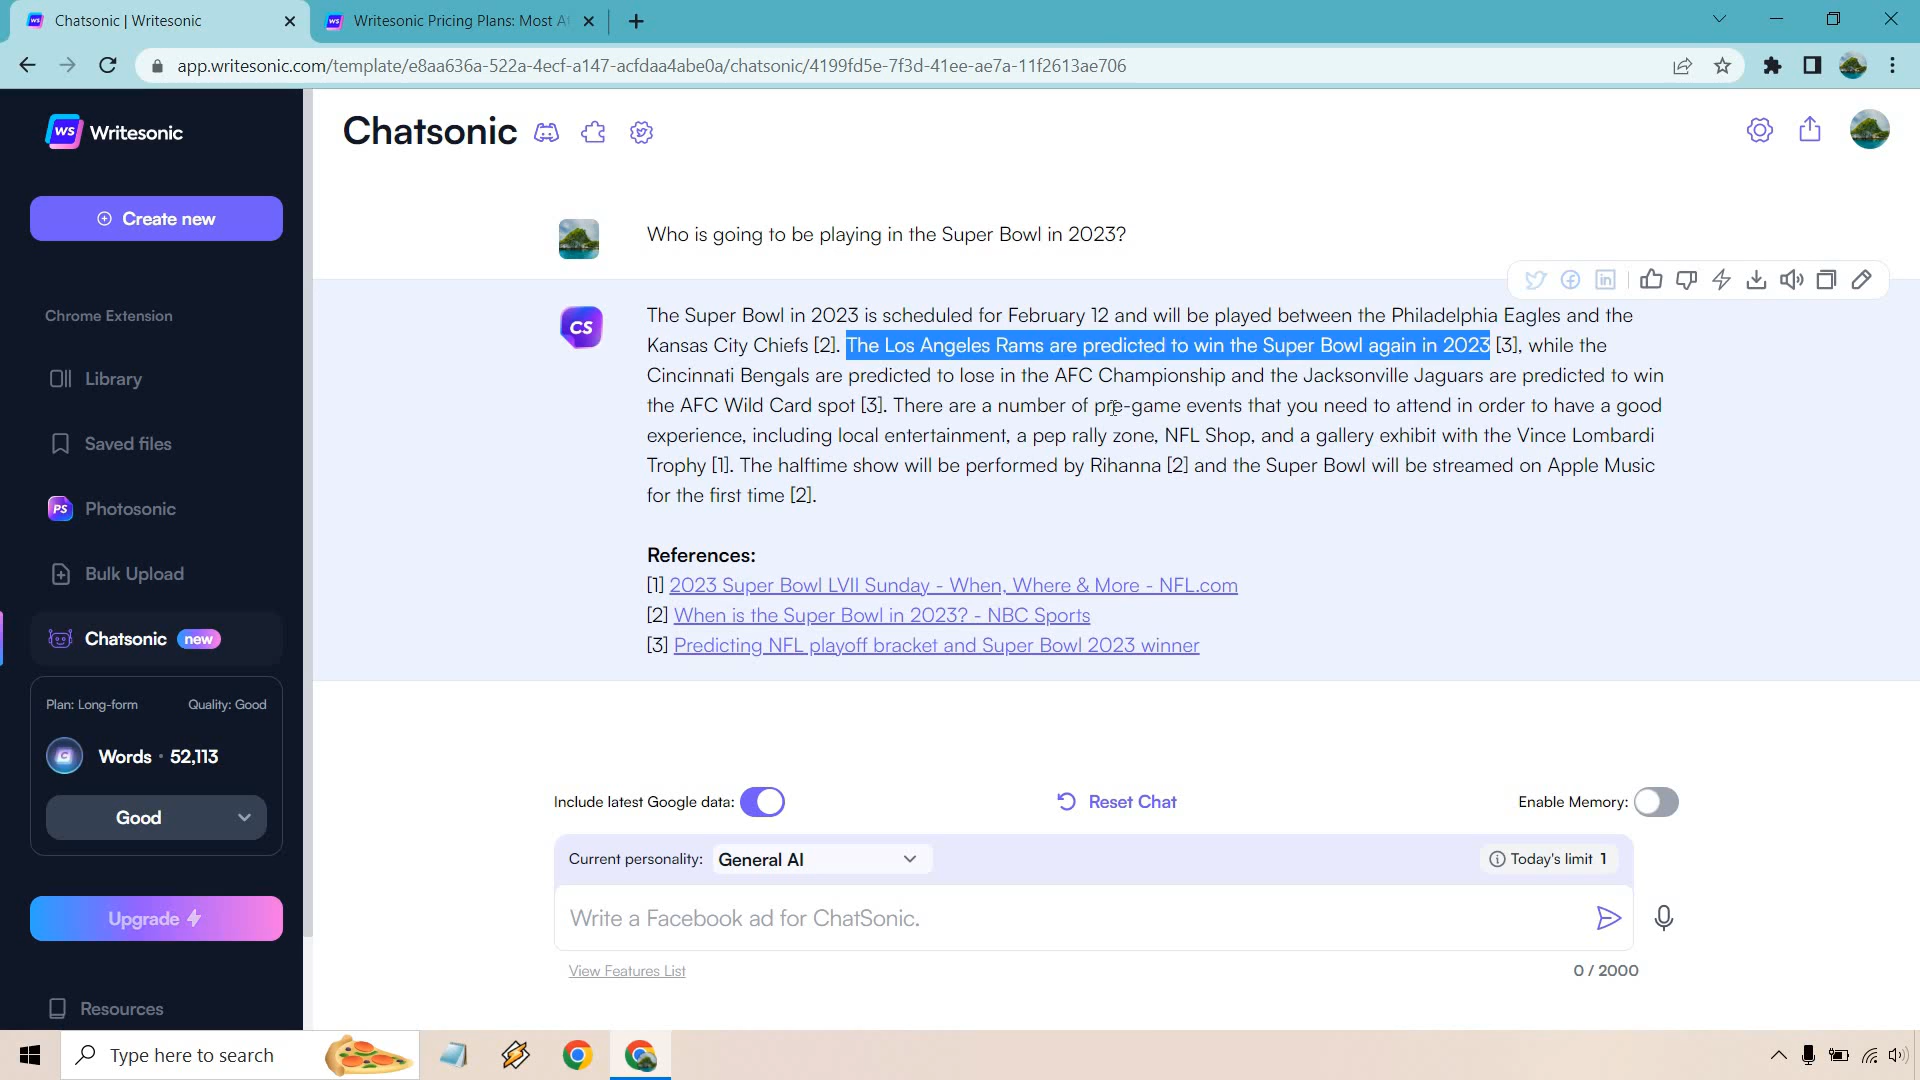 Chatsonic | Writesonic
Writesonic Pricing Plans: Most A
app.writesonic.com/template/e8aa636a-522a-4ecf-a147-acfdaa4abe0a/chatsonic/4199fd5e-7f3d-41ee-ae7a-11f2613ae706
WS Writesonic
Create new
Chrome Extension
Library
Saved files
PS Photosonic
Bulk Upload
Chatsonic new
Plan: Long-form Quality: Good
Words · 52,113
Good
Upgrade
Resources
Chatsonic
Who is going to be playing in the Super Bowl in 2023?
CS
The Super Bowl in 2023 is scheduled for February 12 and will be played between the Philadelphia Eagles and the
Kansas City Chiefs [2]. The Los Angeles Rams are predicted to win the Super Bowl again in 2023 [3], while the
Cincinnati Bengals are predicted to lose in the AFC Championship and the Jacksonville Jaguars are predicted to win
the AFC Wild Card spot [3]. There are a number of pre-game events that you need to attend in order to have a good
experience, including local entertainment, a pep rally zone, NFL Shop, and a gallery exhibit with the Vince Lombardi
Trophy [1]. The halftime show will be performed by Rihanna [2] and the Super Bowl will be streamed on Apple Music
for the first time [2].
References:
[1] 2023 Super Bowl LVII Sunday - When, Where & More - NFL.com
[2] When is the Super Bowl in 2023? - NBC Sports
[3] Predicting NFL playoff bracket and Super Bowl 2023 winner
Include latest Google data: Reset Chat Enable Memory:
Current personality: General AI Today's limit 1
Write a Facebook ad for ChatSonic.
View Features List 0 / 2000
Type here to search